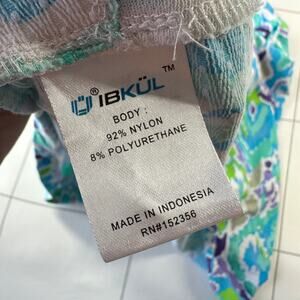 Ü® IBKÜL™
BODY :
92% NYLON
8% POLYURETHANE
MADE IN INDONESIA
RN#152356